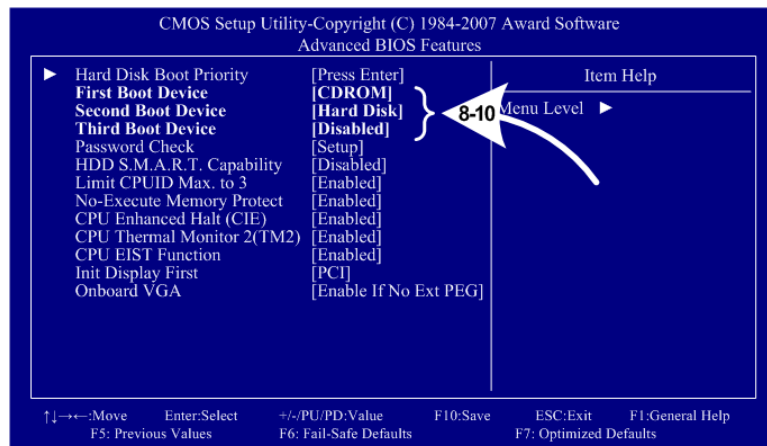 CMOS Setup Utility-Copyright (C) 1984-2007 Award Software
Advanced BIOS Features
▶ Hard Disk Boot Priority [Press Enter]
First Boot Device [CDROM]
Second Boot Device [Hard Disk]
Third Boot Device [Disabled]
Password Check [Setup]
HDD S.M.A.R.T. Capability [Disabled]
Limit CPUID Max. to 3 [Enabled]
No-Execute Memory Protect [Enabled]
CPU Enhanced Halt (CIE) [Enabled]
CPU Thermal Monitor 2(TM2) [Enabled]
CPU EIST Function [Enabled]
Init Display First [PCI]
Onboard VGA [Enable If No Ext PEG]
8-10
Item Help
Menu Level ▶
↑↓→←:Move Enter:Select +/-/PU/PD:Value F10:Save ESC:Exit F1:General Help
F5: Previous Values F6: Fail-Safe Defaults F7: Optimized Defaults